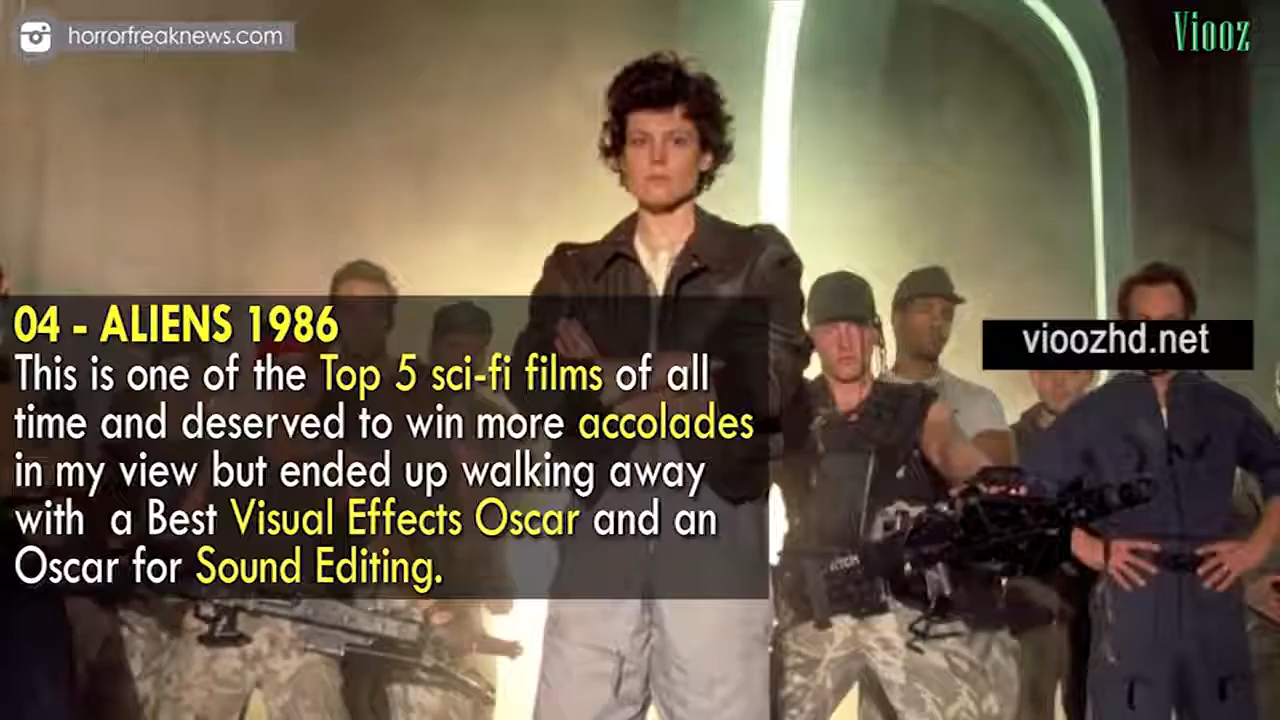 horrorfreaknews.com
Viooz
04 - ALIENS 1986
This is one of the Top 5 sci-fi films of all
time and deserved to win more accolades
in my view but ended up walking away
with  a Best Visual Effects Oscar and an
Oscar for Sound Editing.
vioozhd.net